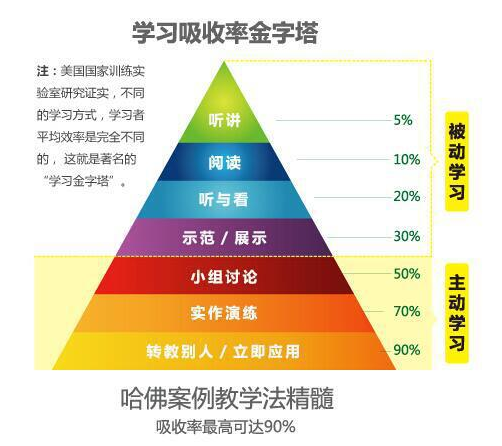 学习吸收率金字塔
注：美国国家训练实
验室研究证实，不同
的学习方式，学习者
平均效率是完全不同
的，这就是著名的
“学习金字塔”。
听讲
5%
阅读
10%
听与看
20%
示范 / 展示
30%
被动学习
小组讨论
50%
实作演练
70%
转教别人 / 立即应用
90%
主动学习
哈佛案例教学法精髓
吸收率最高可达90%